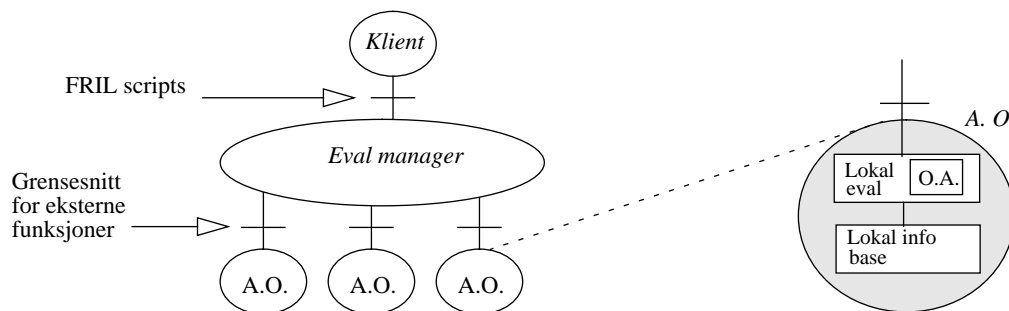 Klient
FRIL scripts
Eval manager
Grensesnitt
for eksterne
funksjoner
A.O.
A.O.
A.O.
A. O
Lokal
eval
O.A.
Lokal info
base